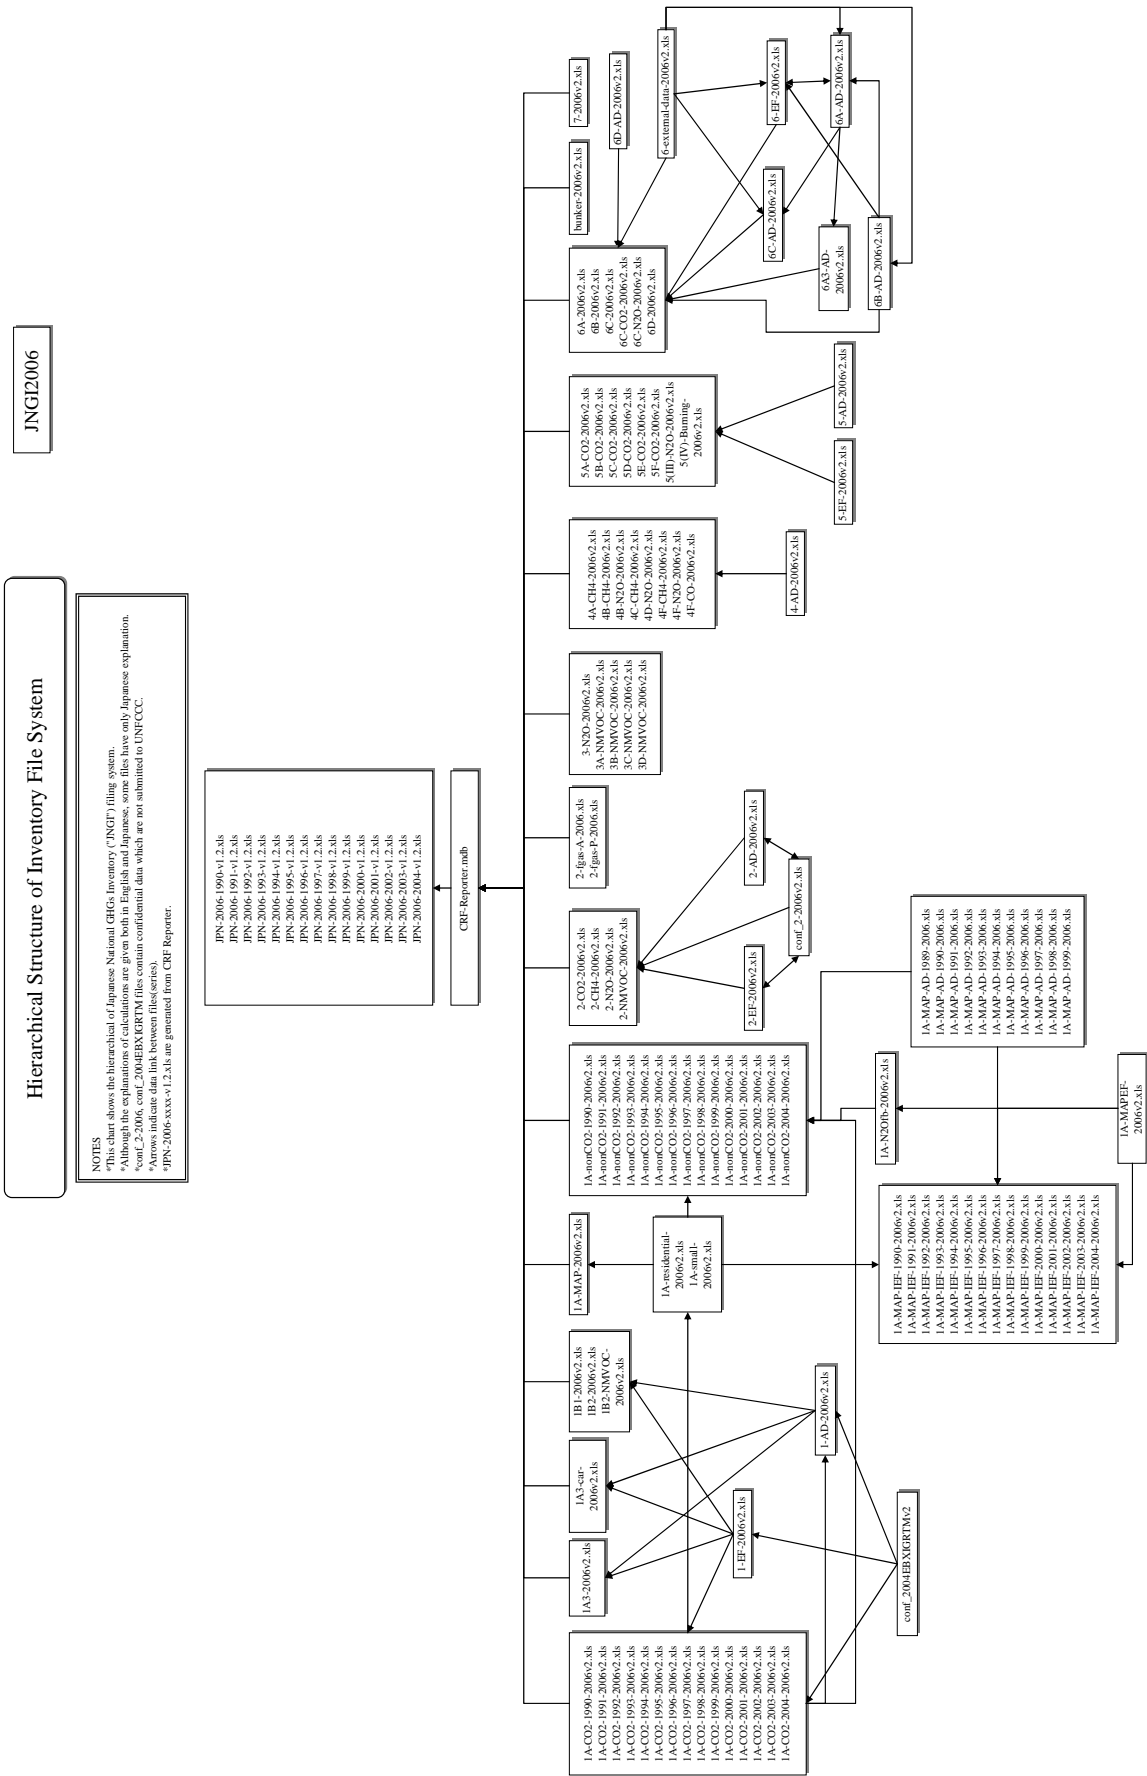 Hierarchical Structure of Inventory File System
JNGI2006
NOTES
*This chart shows the hierarchical of Japanese National GHGs Inventory ("JNGI") filing system.
*Although the explanations of calculations are given both in English and Japanese, some files have only Japanese explanation.
*conf_2-2006, conf_2004EBXIGRTM files contain confidential data which are not submitted to UNFCCC.
*Arrows indicate data link between files(series).
*JPN-2006-xxxx-v1.2.xls are generated from CRF Reporter.
JPN-2006-1990-v1.2.xls
JPN-2006-1991-v1.2.xls
JPN-2006-1992-v1.2.xls
JPN-2006-1993-v1.2.xls
JPN-2006-1994-v1.2.xls
JPN-2006-1995-v1.2.xls
JPN-2006-1996-v1.2.xls
JPN-2006-1997-v1.2.xls
JPN-2006-1998-v1.2.xls
JPN-2006-1999-v1.2.xls
JPN-2006-2000-v1.2.xls
JPN-2006-2001-v1.2.xls
JPN-2006-2002-v1.2.xls
JPN-2006-2003-v1.2.xls
JPN-2006-2004-v1.2.xls
CRF-Reporter.mdb
1A-CO2-1990-2006v2.xls
1A-CO2-1991-2006v2.xls
1A-CO2-1992-2006v2.xls
1A-CO2-1993-2006v2.xls
1A-CO2-1994-2006v2.xls
1A-CO2-1995-2006v2.xls
1A-CO2-1996-2006v2.xls
1A-CO2-1997-2006v2.xls
1A-CO2-1998-2006v2.xls
1A-CO2-1999-2006v2.xls
1A-CO2-2000-2006v2.xls
1A-CO2-2001-2006v2.xls
1A-CO2-2002-2006v2.xls
1A-CO2-2003-2006v2.xls
1A-CO2-2004-2006v2.xls
1A3-2006v2.xls
1A3-car-
2006v2.xls
1B1-2006v2.xls
1B2-2006v2.xls
1B2-NMVOC-
2006v2.xls
1A-MAP-2006v2.xls
1A-nonCO2-1990-2006v2.xls
1A-nonCO2-1991-2006v2.xls
1A-nonCO2-1992-2006v2.xls
1A-nonCO2-1993-2006v2.xls
1A-nonCO2-1994-2006v2.xls
1A-nonCO2-1995-2006v2.xls
1A-nonCO2-1996-2006v2.xls
1A-nonCO2-1997-2006v2.xls
1A-nonCO2-1998-2006v2.xls
1A-nonCO2-1999-2006v2.xls
1A-nonCO2-2000-2006v2.xls
1A-nonCO2-2001-2006v2.xls
1A-nonCO2-2002-2006v2.xls
1A-nonCO2-2003-2006v2.xls
1A-nonCO2-2004-2006v2.xls
2-CO2-2006v2.xls
2-CH4-2006v2.xls
2-N2O-2006v2.xls
2-NMVOC-2006v2.xls
2-fgas-A-2006.xls
2-fgas-P-2006.xls
3-N2O-2006v2.xls
3A-NMVOC-2006v2.xls
3B-NMVOC-2006v2.xls
3C-NMVOC-2006v2.xls
3D-NMVOC-2006v2.xls
4A-CH4-2006v2.xls
4B-CH4-2006v2.xls
4B-N2O-2006v2.xls
4C-CH4-2006v2.xls
4D-N2O-2006v2.xls
4F-CH4-2006v2.xls
4F-N2O-2006v2.xls
4F-CO-2006v2.xls
5A-CO2-2006v2.xls
5B-CO2-2006v2.xls
5C-CO2-2006v2.xls
5D-CO2-2006v2.xls
5E-CO2-2006v2.xls
5F-CO2-2006v2.xls
5(III)-N2O-2006v2.xls
5(IV)-Burning-
2006v2.xls
6A-2006v2.xls
6B-2006v2.xls
6C-2006v2.xls
6C-CO2-2006v2.xls
6C-N2O-2006v2.xls
6D-2006v2.xls
bunker-2006v2.xls
7-2006v2.xls
6D-AD-2006v2.xls
6-external-data-2006v2.xls
1A-residential-
2006v2.xls
1A-small-
2006v2.xls
1-EF-2006v2.xls
2-EF-2006v2.xls
2-AD-2006v2.xls
conf_2-2006v2.xls
4-AD-2006v2.xls
6C-AD-2006v2.xls
6-EF-2006v2.xls
1-AD-2006v2.xls
5-EF-2006v2.xls
5-AD-2006v2.xls
6A3-AD-
2006v2.xls
6A-AD-2006v2.xls
6B-AD-2006v2.xls
conf_2004EBXIGRTMv2
1A-MAP-IEF-1990-2006v2.xls
1A-MAP-IEF-1991-2006v2.xls
1A-MAP-IEF-1992-2006v2.xls
1A-MAP-IEF-1993-2006v2.xls
1A-MAP-IEF-1994-2006v2.xls
1A-MAP-IEF-1995-2006v2.xls
1A-MAP-IEF-1996-2006v2.xls
1A-MAP-IEF-1997-2006v2.xls
1A-MAP-IEF-1998-2006v2.xls
1A-MAP-IEF-1999-2006v2.xls
1A-MAP-IEF-2000-2006v2.xls
1A-MAP-IEF-2001-2006v2.xls
1A-MAP-IEF-2002-2006v2.xls
1A-MAP-IEF-2003-2006v2.xls
1A-MAP-IEF-2004-2006v2.xls
1A-N2Ofb-2006v2.xls
1A-MAP-AD-1989-2006.xls
1A-MAP-AD-1990-2006.xls
1A-MAP-AD-1991-2006.xls
1A-MAP-AD-1992-2006.xls
1A-MAP-AD-1993-2006.xls
1A-MAP-AD-1994-2006.xls
1A-MAP-AD-1995-2006.xls
1A-MAP-AD-1996-2006.xls
1A-MAP-AD-1997-2006.xls
1A-MAP-AD-1998-2006.xls
1A-MAP-AD-1999-2006.xls
1A-MAPEF-
2006v2.xls